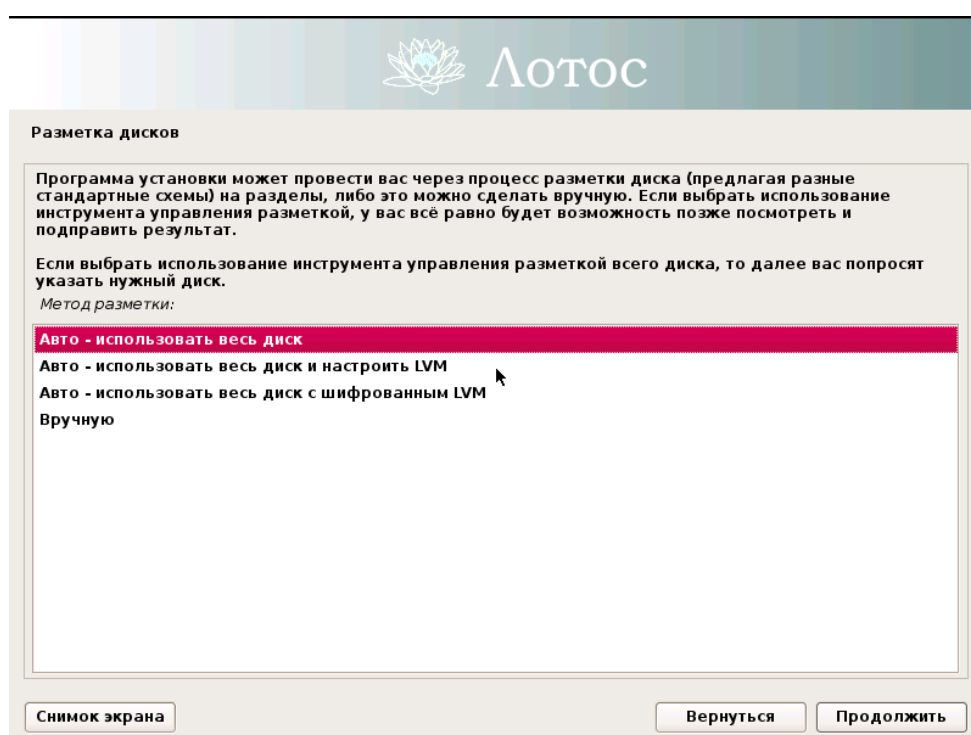 Лотос
Разметка дисков
Программа установки может провести вас через процесс разметки диска (предлагая разные
стандартные схемы) на разделы, либо это можно сделать вручную. Если выбрать использование
инструмента управления разметкой, у вас всё равно будет возможность позже посмотреть и
подправить результат.
Если выбрать использование инструмента управления разметкой всего диска, то далее вас попросят
указать нужный диск.
Метод разметки:
Авто - использовать весь диск
Авто - использовать весь диск и настроить LVM
Авто - использовать весь диск с шифрованным LVM
Вручную
Снимок экрана
Вернуться
Продолжить